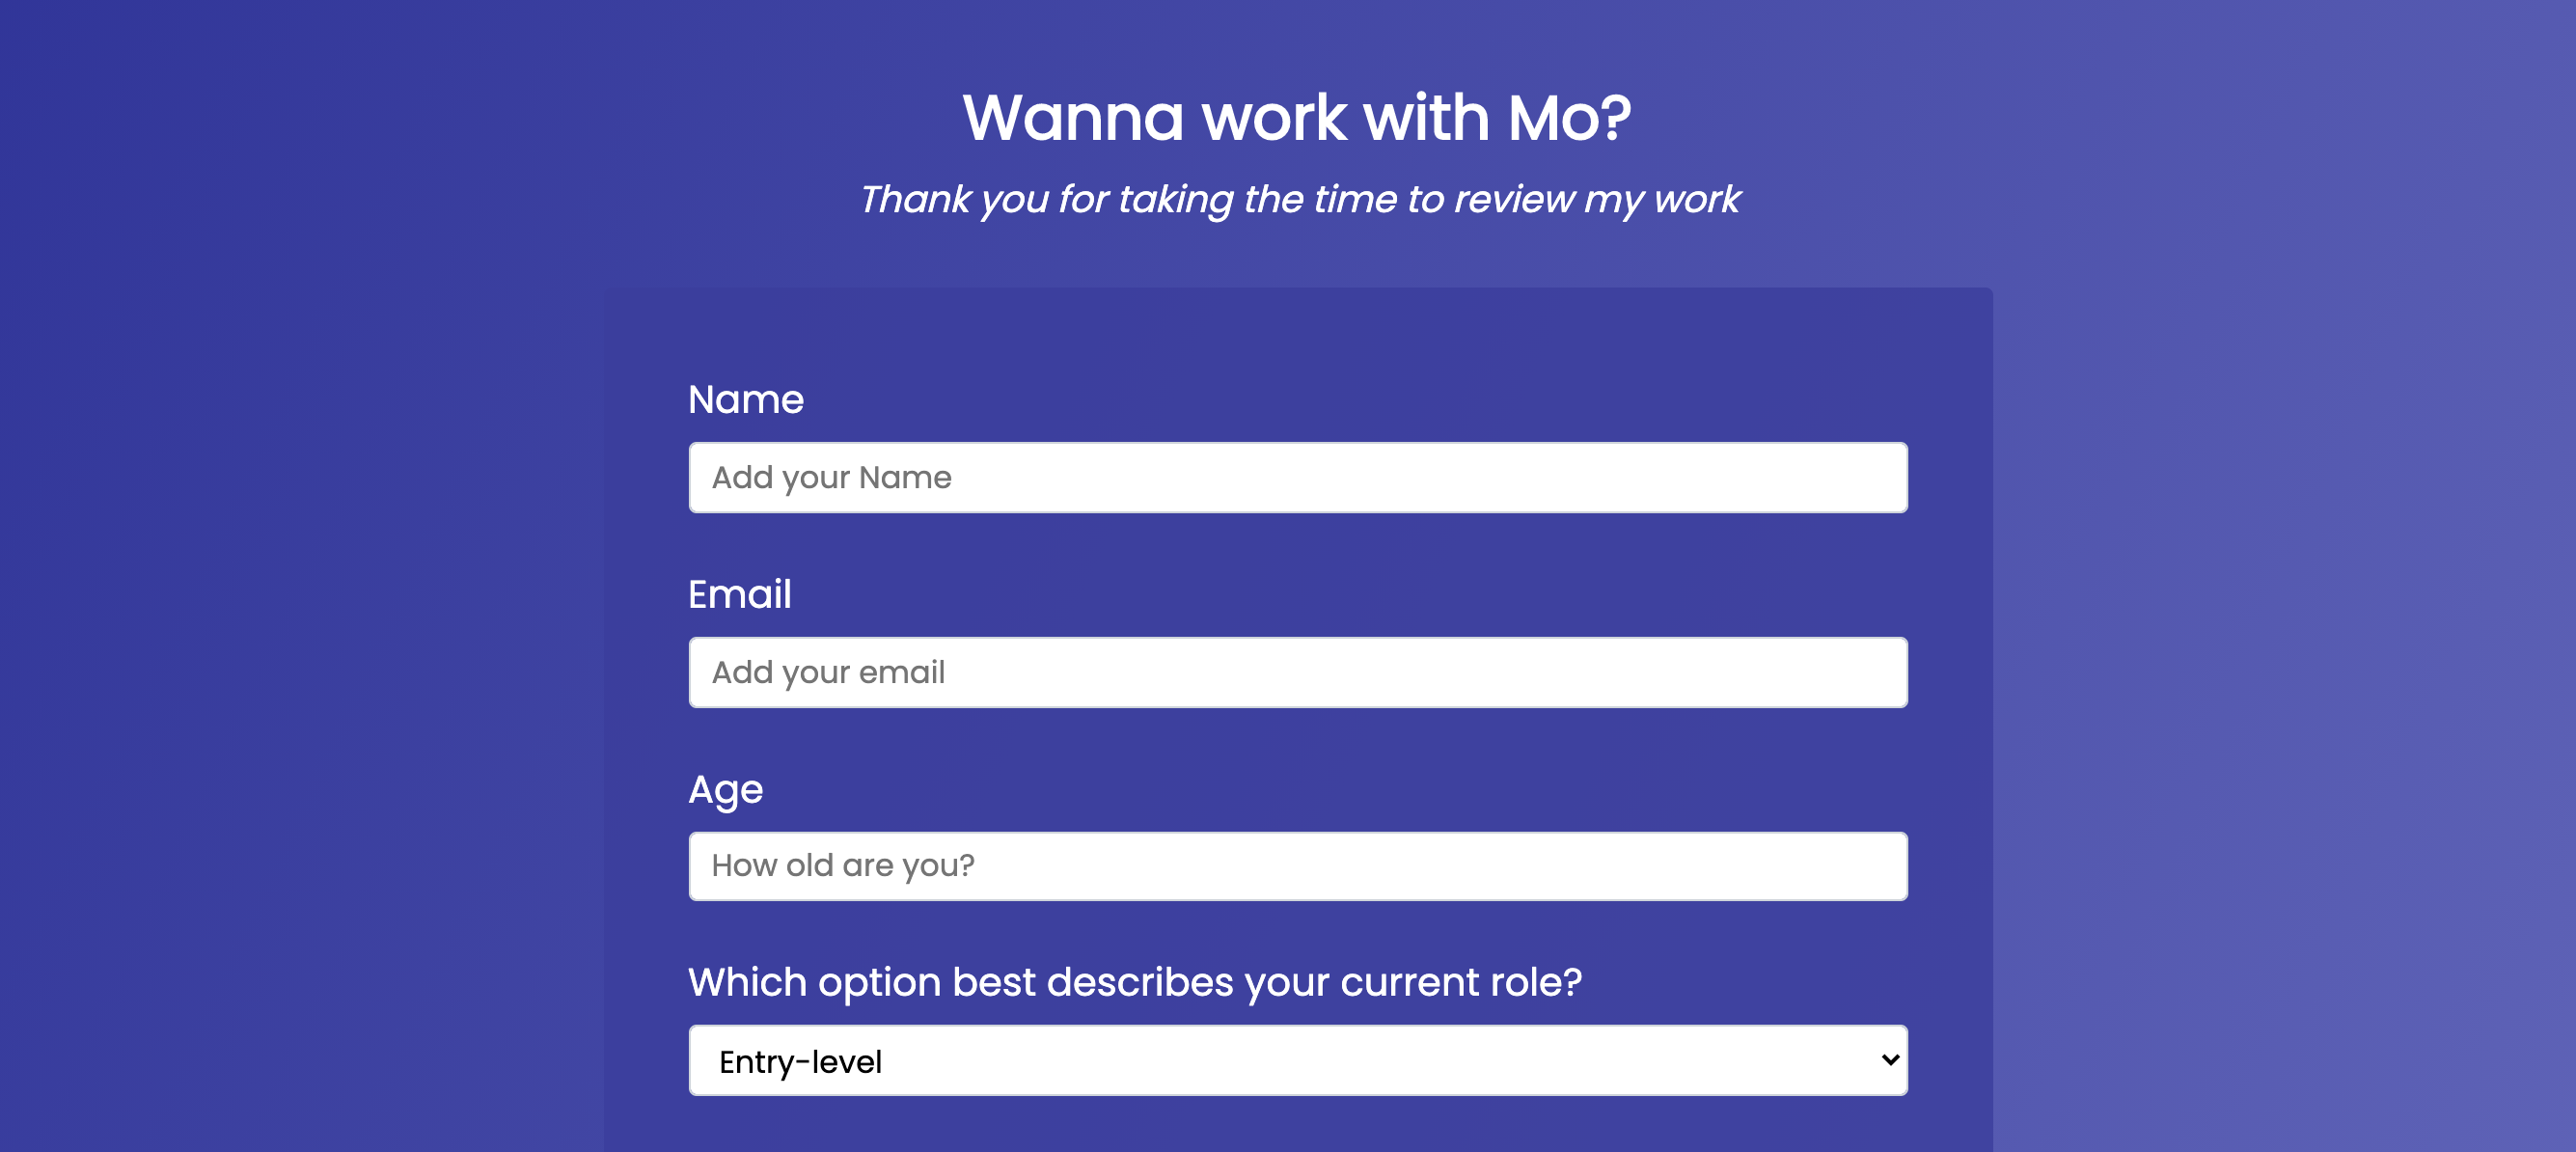 Wanna work with Mo?
Thank you for taking the time to review my work
Name
Add your Name
Email
Add your email
Age
How old are you?
Which option best describes your current role?
Entry-level